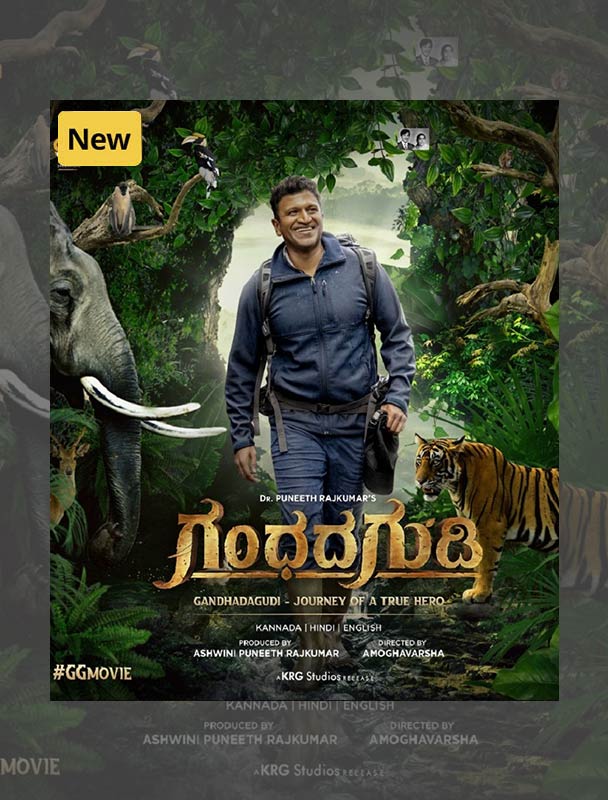 New
DR. PUNEETH RAJKUMAR'S
ಗಂಧದಗುಡಿ
GANDHADAGUDI - JOURNEY OF A TRUE HERO
KANNADA | HINDI | ENGLISH
PRODUCED BY DIRECTED BY
ASHWINI PUNEETH RAJKUMAR AMOGHAVARSHA
#GGMOVIE
A KRG Studios RELEASE
KANNADA | HINDI | ENGLISH
PRODUCED BY DIRECTED BY
ASHWINI PUNEETH RAJKUMAR AMOGHAVARSHA
MOVIE
A KRG Studios RELEASE